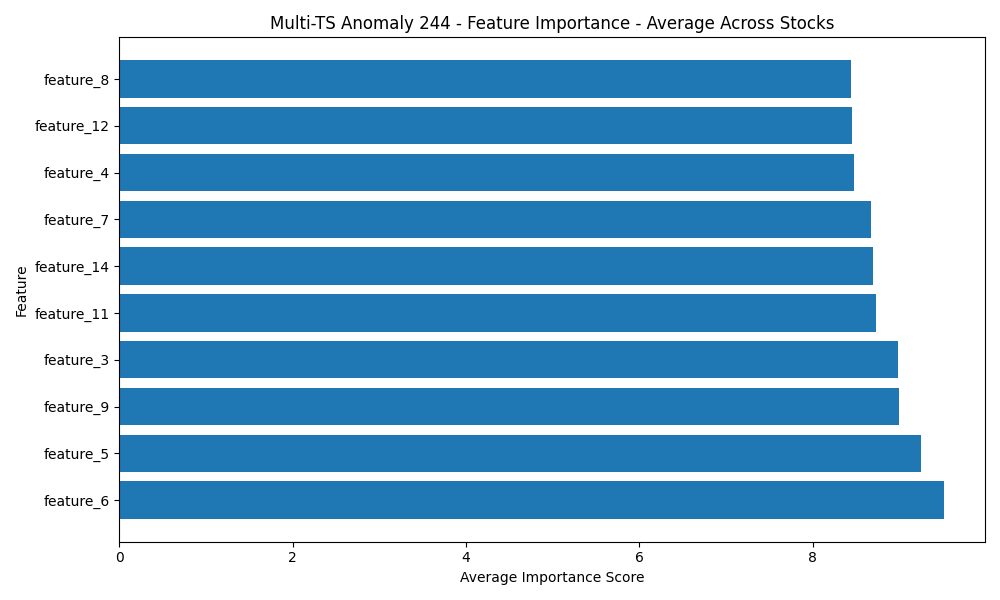 Multi-TS Anomaly 244 - Feature Importance - Average Across Stocks
Feature
feature_8
feature_12
feature_4
feature_7
feature_14
feature_11
feature_3
feature_9
feature_5
feature_6
0 2 4 6 8
Average Importance Score